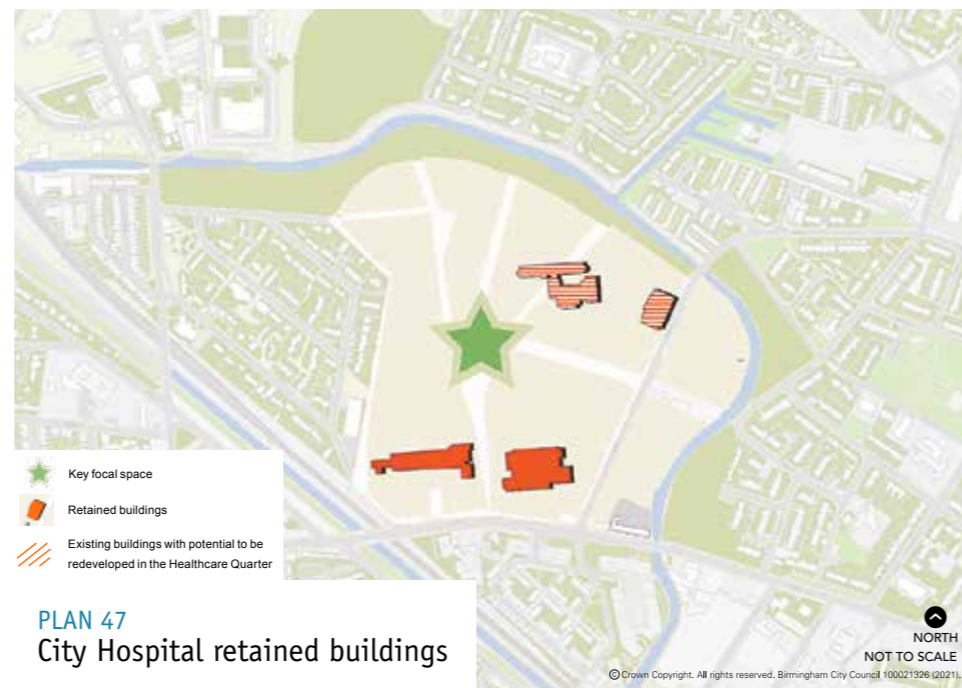 Key focal space
Retained buildings
Existing buildings with potential to be
redeveloped in the Healthcare Quarter
PLAN 47
City Hospital retained buildings
NORTH
NOT TO SCALE
© Crown Copyright. All rights reserved. Birmingham City Council 100021326 (2021).